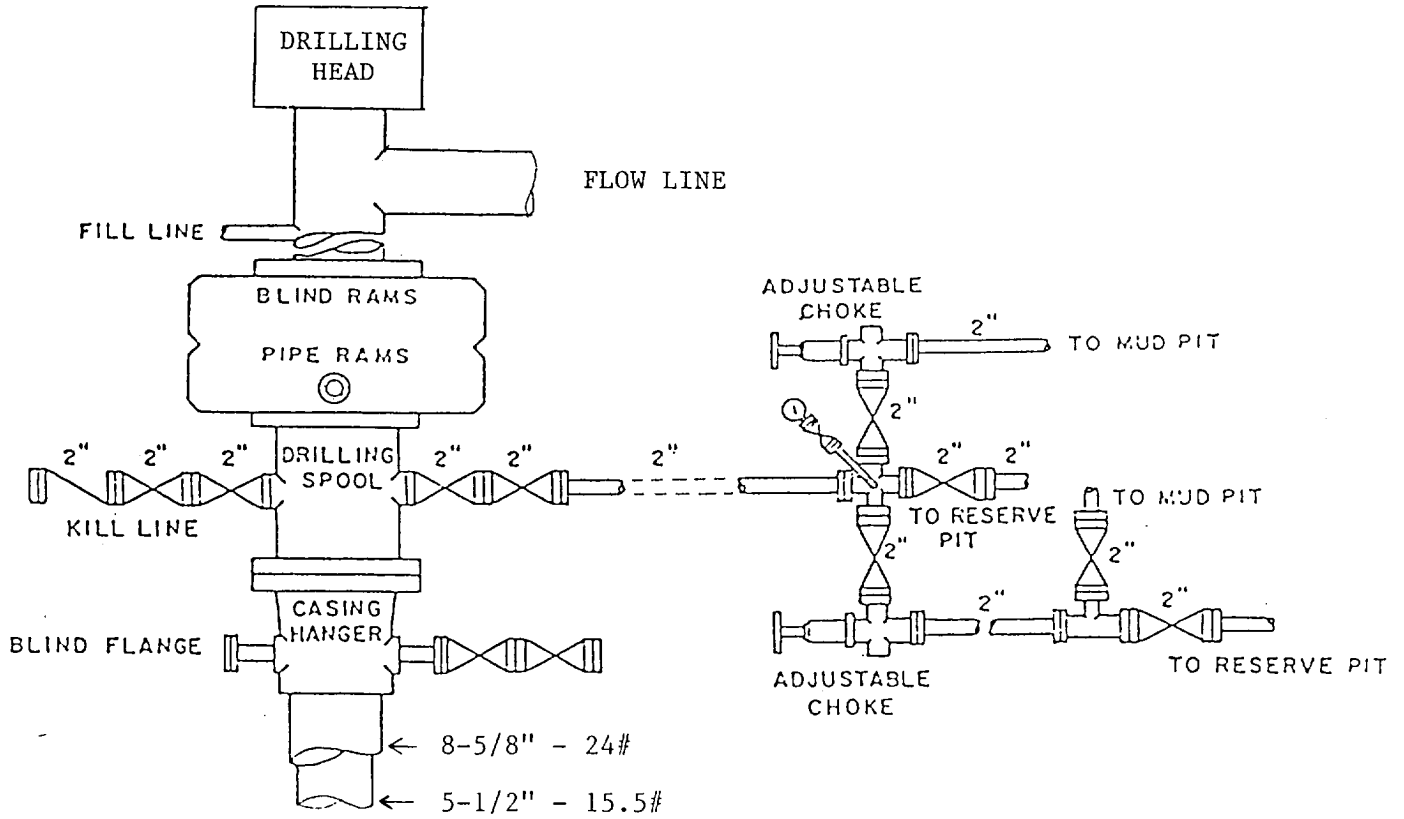 DRILLING
HEAD
FLOW LINE
FILL LINE
BLIND RAMS
PIPE RAMS
ADJUSTABLE
CHOKE
2"
TO MUD PIT
2"
2"
2"
2"
DRILLING
SPOOL
2"
2"
2"
2"
2"
KILL LINE
TO RESERVE
PIT
TO MUD PIT
2"
2"
CASING
HANGER
2"
2"
BLIND FLANGE
TO RESERVE PIT
ADJUSTABLE
CHOKE
8-5/8" - 24#
5-1/2" - 15.5#